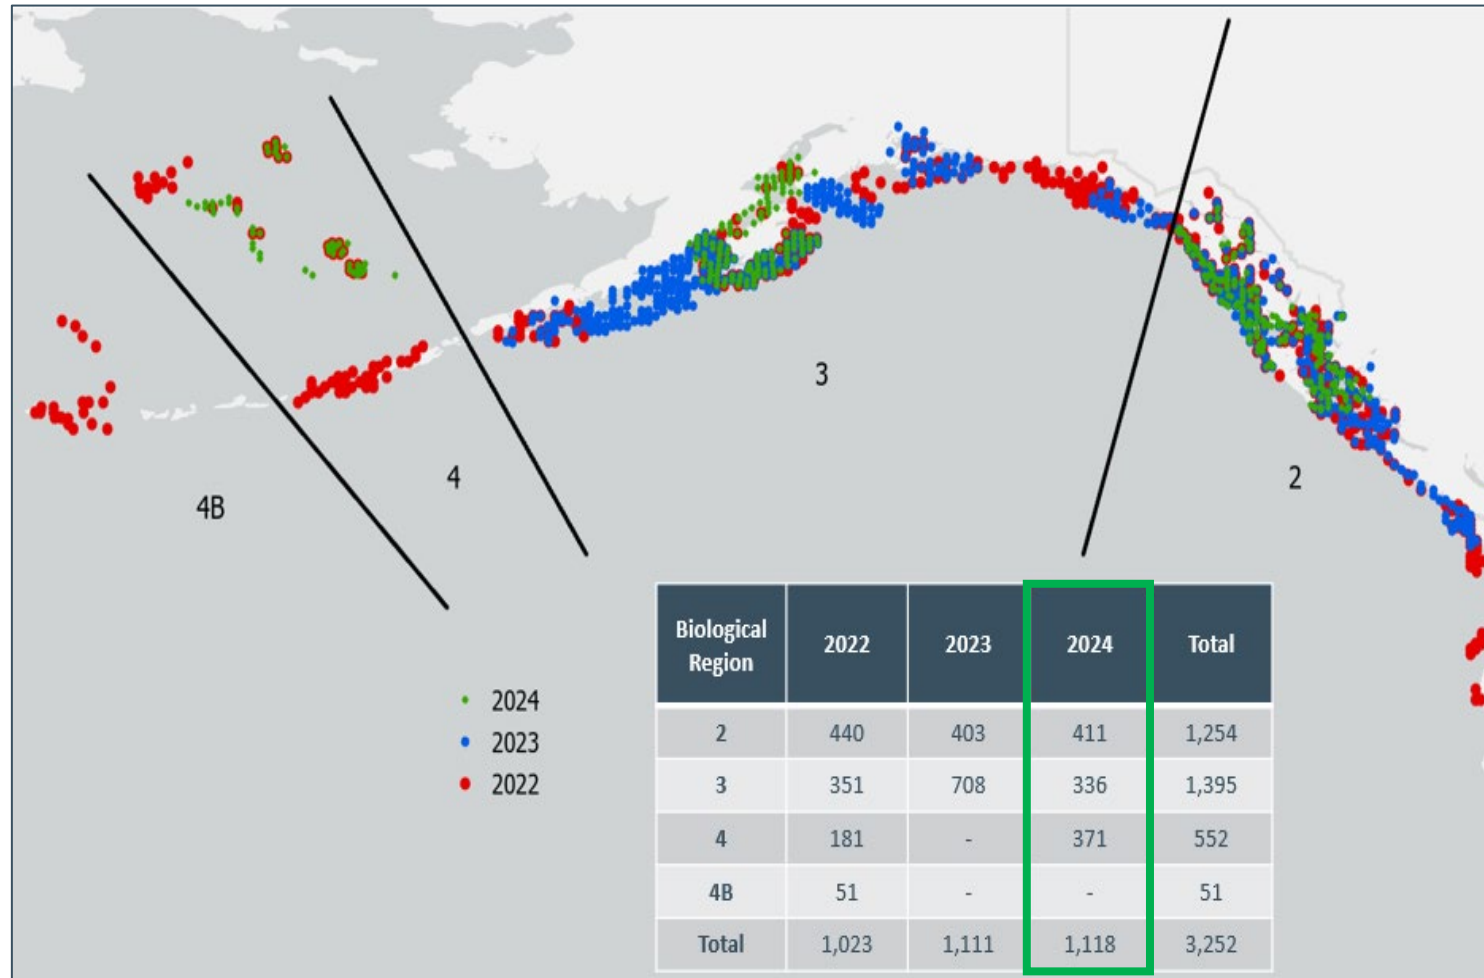 3
4
2
4B
2024
2023
2022
Biological Region 2022 2023 2024 Total
2 440 403 411 1,254
3 351 708 336 1,395
4 181 - 371 552
4B 51 - - 51
Total 1,023 1,111 1,118 3,252